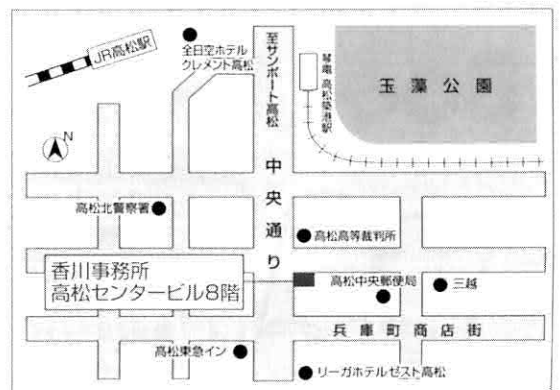 JR高松駅
全日空ホテル
クレメント高松
至サンポート高松
琴電 高松築港駅
玉藻公園
N
中央通り
高松北警察署
高松高等裁判所
香川事務所
高松センタービル8階
高松中央郵便局
三越
兵庫町商店街
高松東急イン
リーガホテルゼスト高松